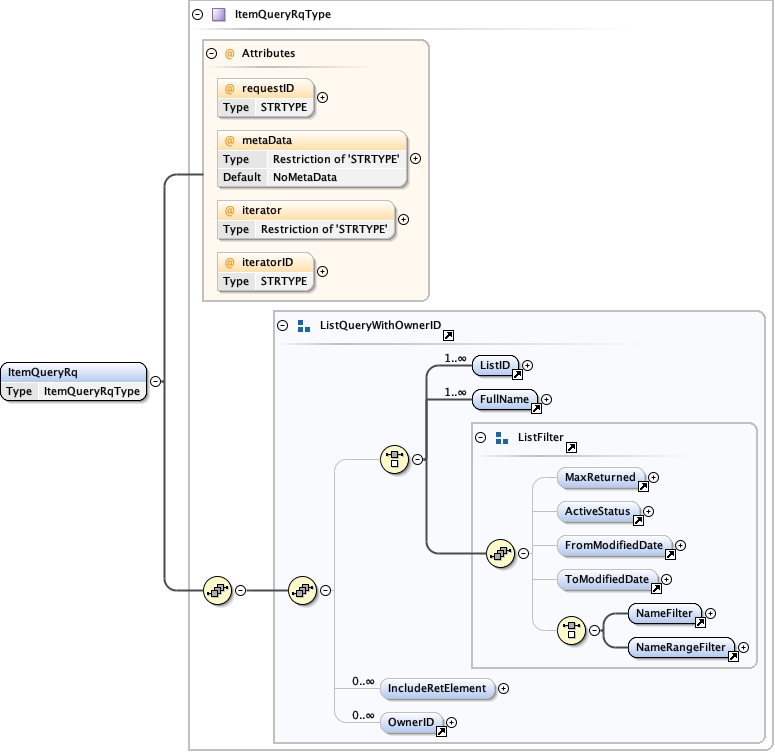 ItemQueryRqType
@ Attributes
@ requestID
Type STRTYPE
@ metaData
Type Restriction of 'STRTYPE'
Default NoMetaData
@ iterator
Type Restriction of 'STRTYPE'
@ iteratorID
Type STRTYPE
ListQueryWithOwnerID
ItemQueryRq
Type ItemQueryRqType
1..∞ ListID
1..∞ FullName
ListFilter
MaxReturned
ActiveStatus
FromModifiedDate
ToModifiedDate
NameFilter
NameRangeFilter
0..∞ IncludeRetElement
0..∞ OwnerID